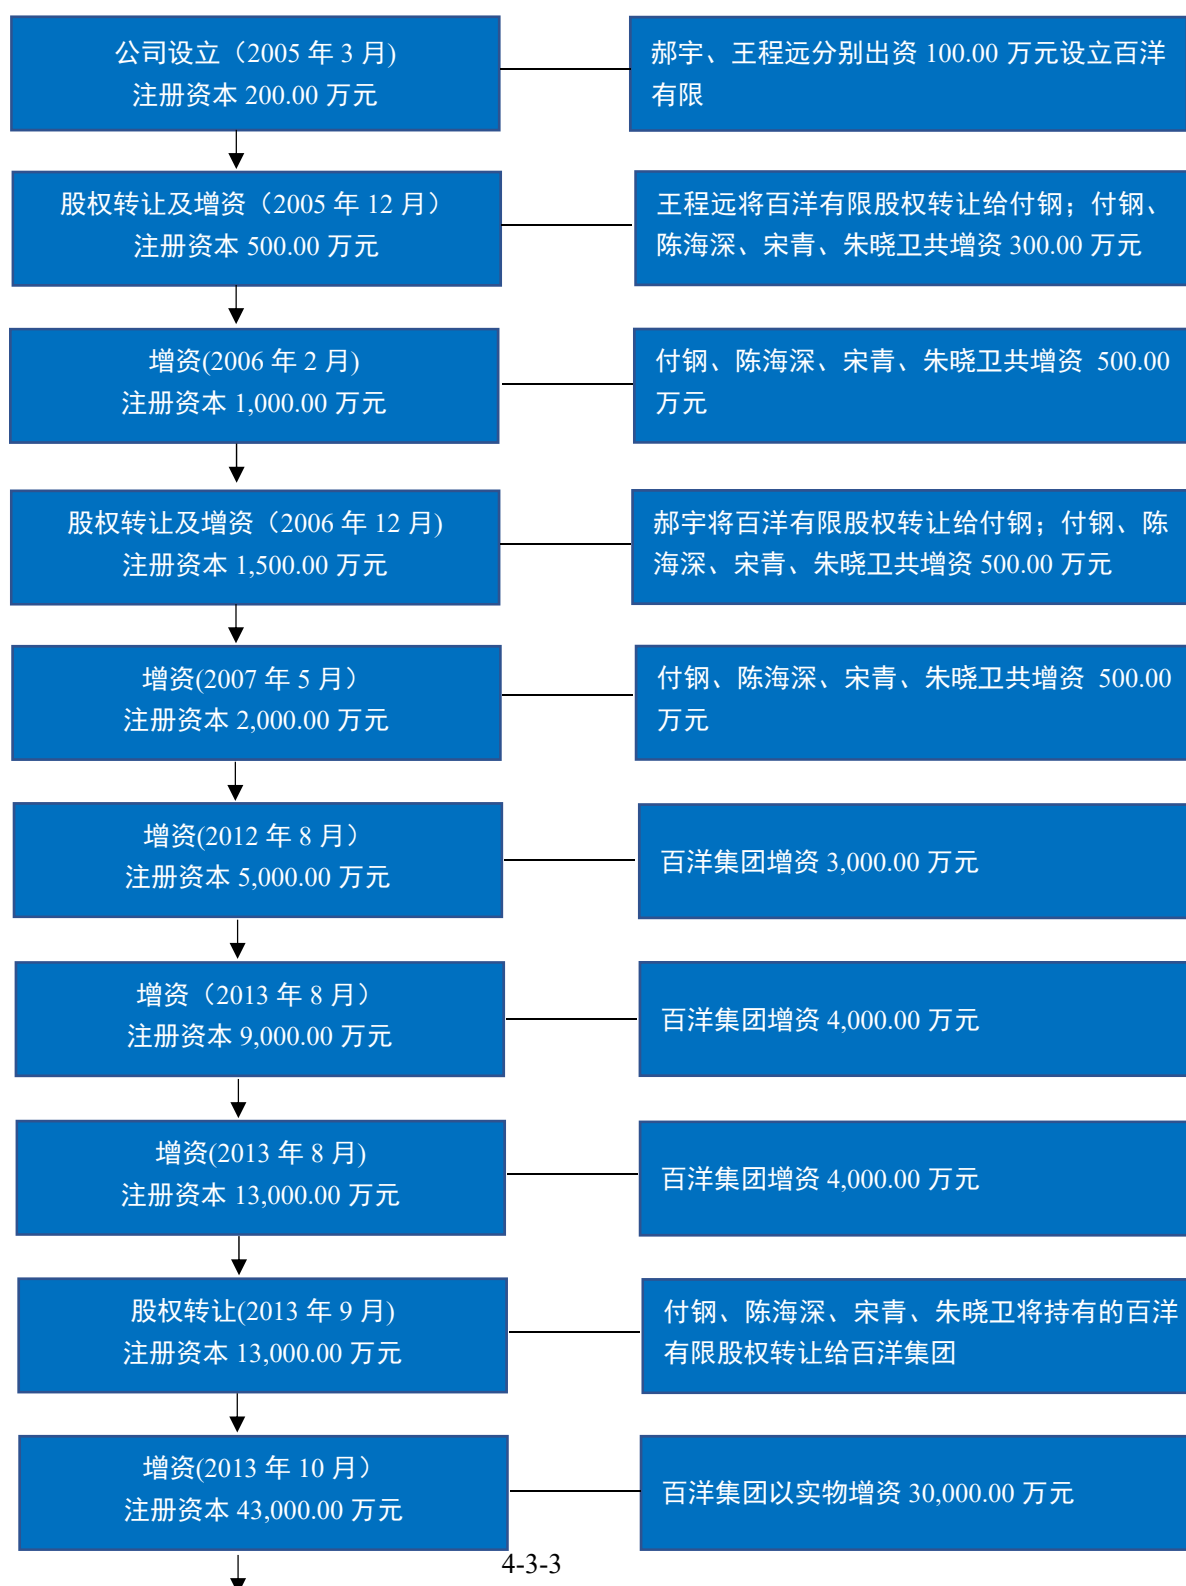 公司设立（2005 年 3 月)
注册资本 200.00 万元
郝宇、王程远分别出资 100.00 万元设立百洋
有限
股权转让及增资（2005 年 12 月）
注册资本 500.00 万元
王程远将百洋有限股权转让给付钢；付钢、
陈海深、宋青、朱晓卫共增资 300.00 万元
增资(2006 年 2 月)
注册资本 1,000.00 万元
付钢、陈海深、宋青、朱晓卫共增资 500.00
万元
股权转让及增资（2006 年 12 月)
注册资本 1,500.00 万元
郝宇将百洋有限股权转让给付钢；付钢、陈
海深、宋青、朱晓卫共增资 500.00 万元
增资(2007 年 5 月）
注册资本 2,000.00 万元
付钢、陈海深、宋青、朱晓卫共增资 500.00
万元
增资(2012 年 8 月）
注册资本 5,000.00 万元
百洋集团增资 3,000.00 万元
增资（2013 年 8 月）
注册资本 9,000.00 万元
百洋集团增资 4,000.00 万元
增资(2013 年 8 月)
注册资本 13,000.00 万元
百洋集团增资 4,000.00 万元
股权转让(2013 年 9 月)
注册资本 13,000.00 万元
付钢、陈海深、宋青、朱晓卫将持有的百洋
有限股权转让给百洋集团
增资(2013 年 10 月）
注册资本 43,000.00 万元
百洋集团以实物增资 30,000.00 万元
4-3-3